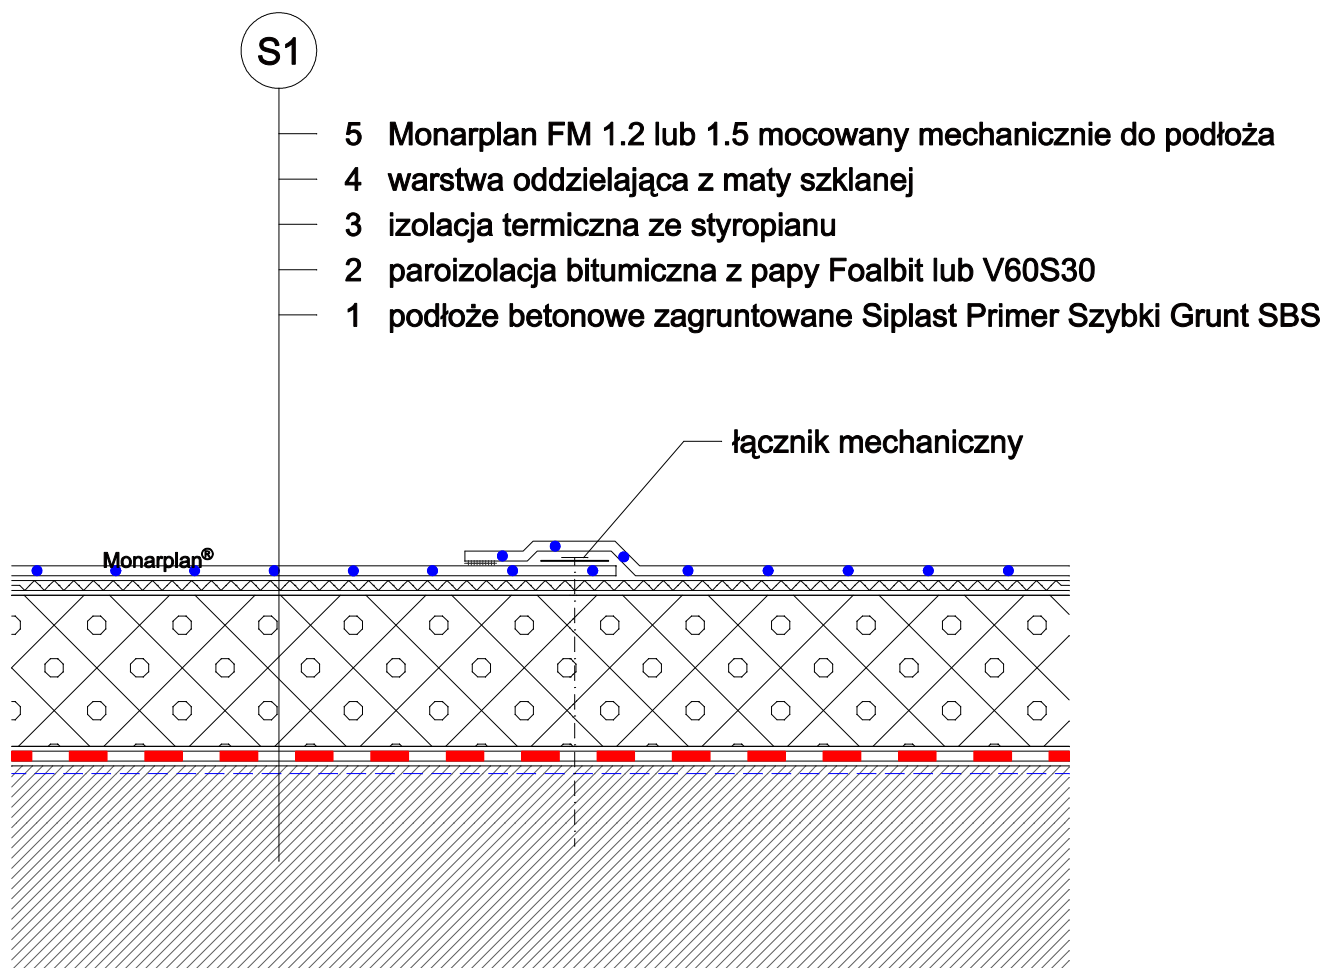 S1
5 Monarplan FM 1.2 lub 1.5 mocowany mechanicznie do podłoża
4 warstwa oddzielająca z maty szklanej
3 izolacja termiczna ze styropianu
2 paroizolacja bitumiczna z papy Foalbit lub V60S30
1 podłoże betonowe zagruntowane Siplast Primer Szybki Grunt SBS
łącznik mechaniczny
Monarplan®